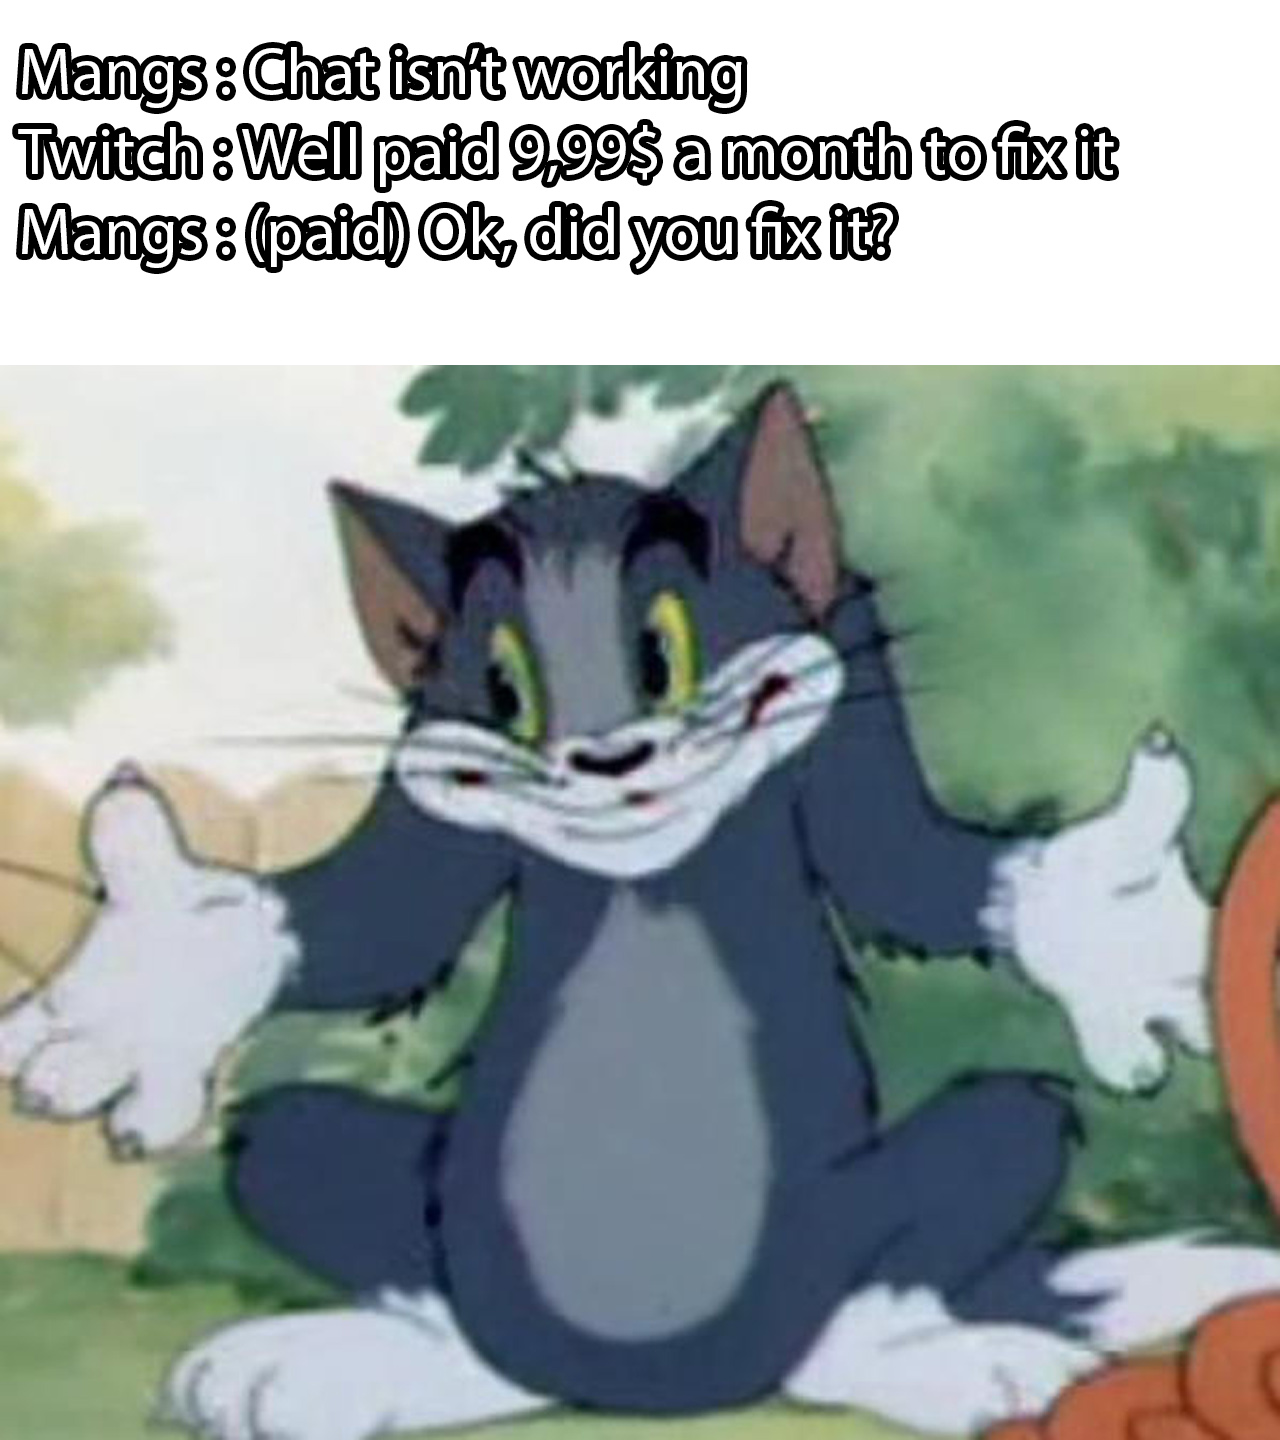 Mangs : Chat isn’t working
Twitch : Well paid 9,99$ a month to fix it
Mangs : (paid) Ok, did you fix it?